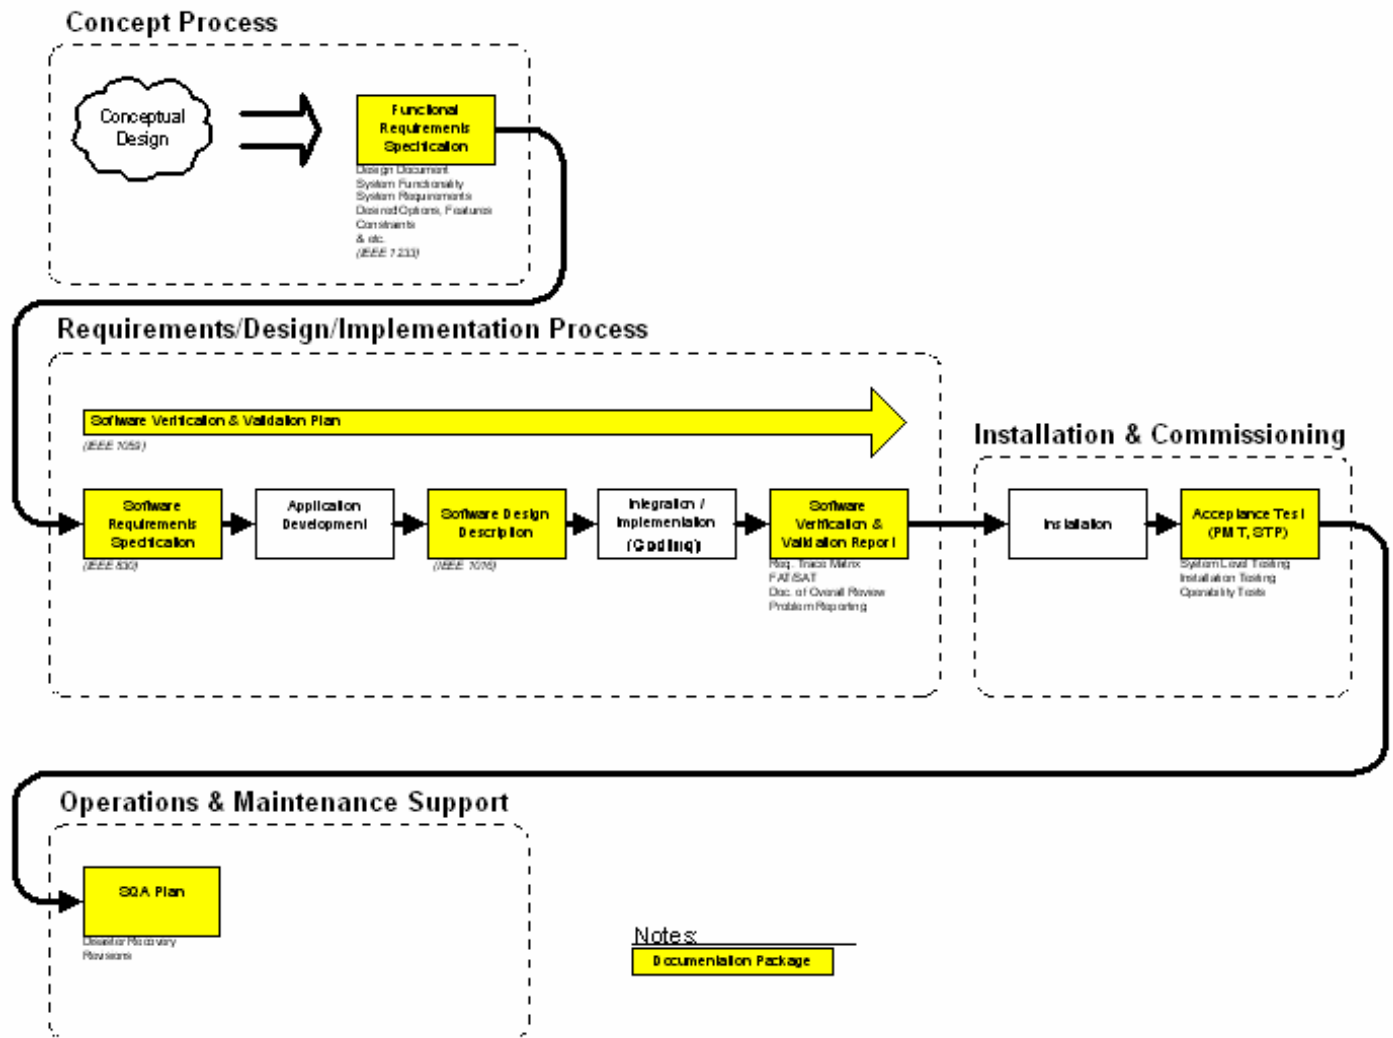 Concept Process
Conceptual
Design
Functional
Requirements
Specification
Design Document
System Functionality
System Requirements
Desired Options, Features
Constraints
& etc.
(IEEE 1233)
Requirements/Design/Implementation Process
Software Verification & Validation Plan
(IEEE 1059)
Software
Requirements
Specification
(IEEE 830)
Application
Development
Software Design
Description
(IEEE 1016)
Integration /
Implementation
(Coding)
Software
Verification &
Validation Report
Req. Trace Matrix
FAT/SAT
Doc. of Overall Review
Problem Reporting
Installation & Commissioning
Installation
Acceptance Test
(PMT, STP)
System Level Testing
Installation Testing
Operability Tests
Operations & Maintenance Support
SQA Plan
Disaster Recovery
Revisions
Notes:
Documentation Package